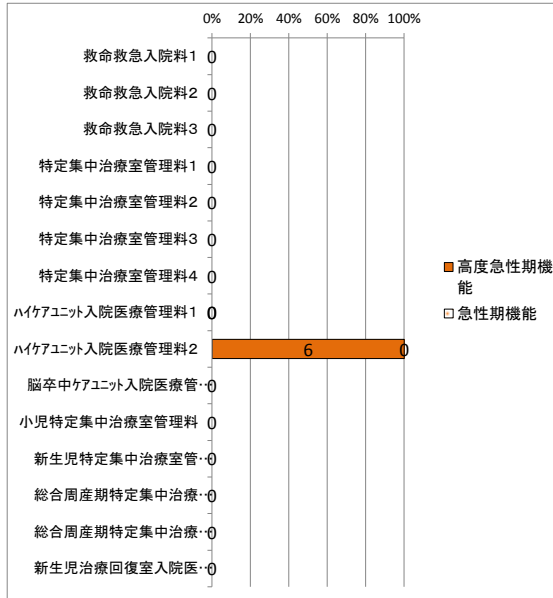 0% 20% 40% 60% 80% 100%
救命救急入院料1 0
救命救急入院料2 0
救命救急入院料3 0
特定集中治療室管理料1 0
特定集中治療室管理料2 0
特定集中治療室管理料3 0
特定集中治療室管理料4 0
ハイケアユニット入院医療管理料1 0
ハイケアユニット入院医療管理料2 6 0
脳卒中ケアユニット入院医療管… 0
小児特定集中治療室管理料 0
新生児特定集中治療室管… 0
総合周産期特定集中治療… 0
総合周産期特定集中治療… 0
新生児治療回復室入院医… 0
高度急性期機
能
急性期機能